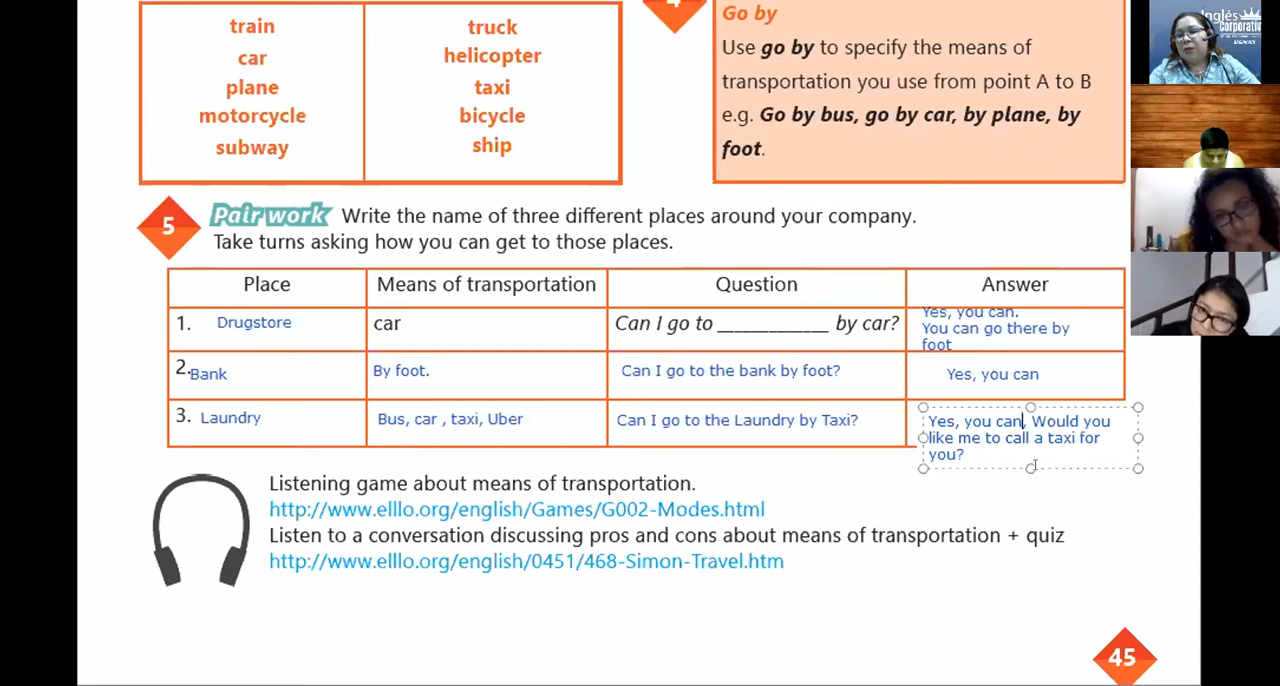 train
car
plane
motorcycle
subway
truck
helicopter
taxi
bicycle
ship
Go by
Use go by to specify the means of
transportation you use from point A to B
e.g. Go by bus, go by car, by plane, by
foot.
5
Pair work Write the name of three different places around your company.
Take turns asking how you can get to those places.
Place Means of transportation Question Answer
1. Drugstore car Can I go to ____________ by car? Yes, you can.
You can go there by
foot
2. Bank By foot. Can I go to the bank by foot? Yes, you can
3. Laundry Bus, car , taxi, Uber Can I go to the Laundry by Taxi? Yes, you can, Would you
like me to call a taxi for
you?
Listening game about means of transportation.
http://www.elllo.org/english/Games/G002-Modes.html
Listen to a conversation discussing pros and cons about means of transportation + quiz
http://www.elllo.org/english/0451/468-Simon-Travel.htm
45
Inglés
Corporativo